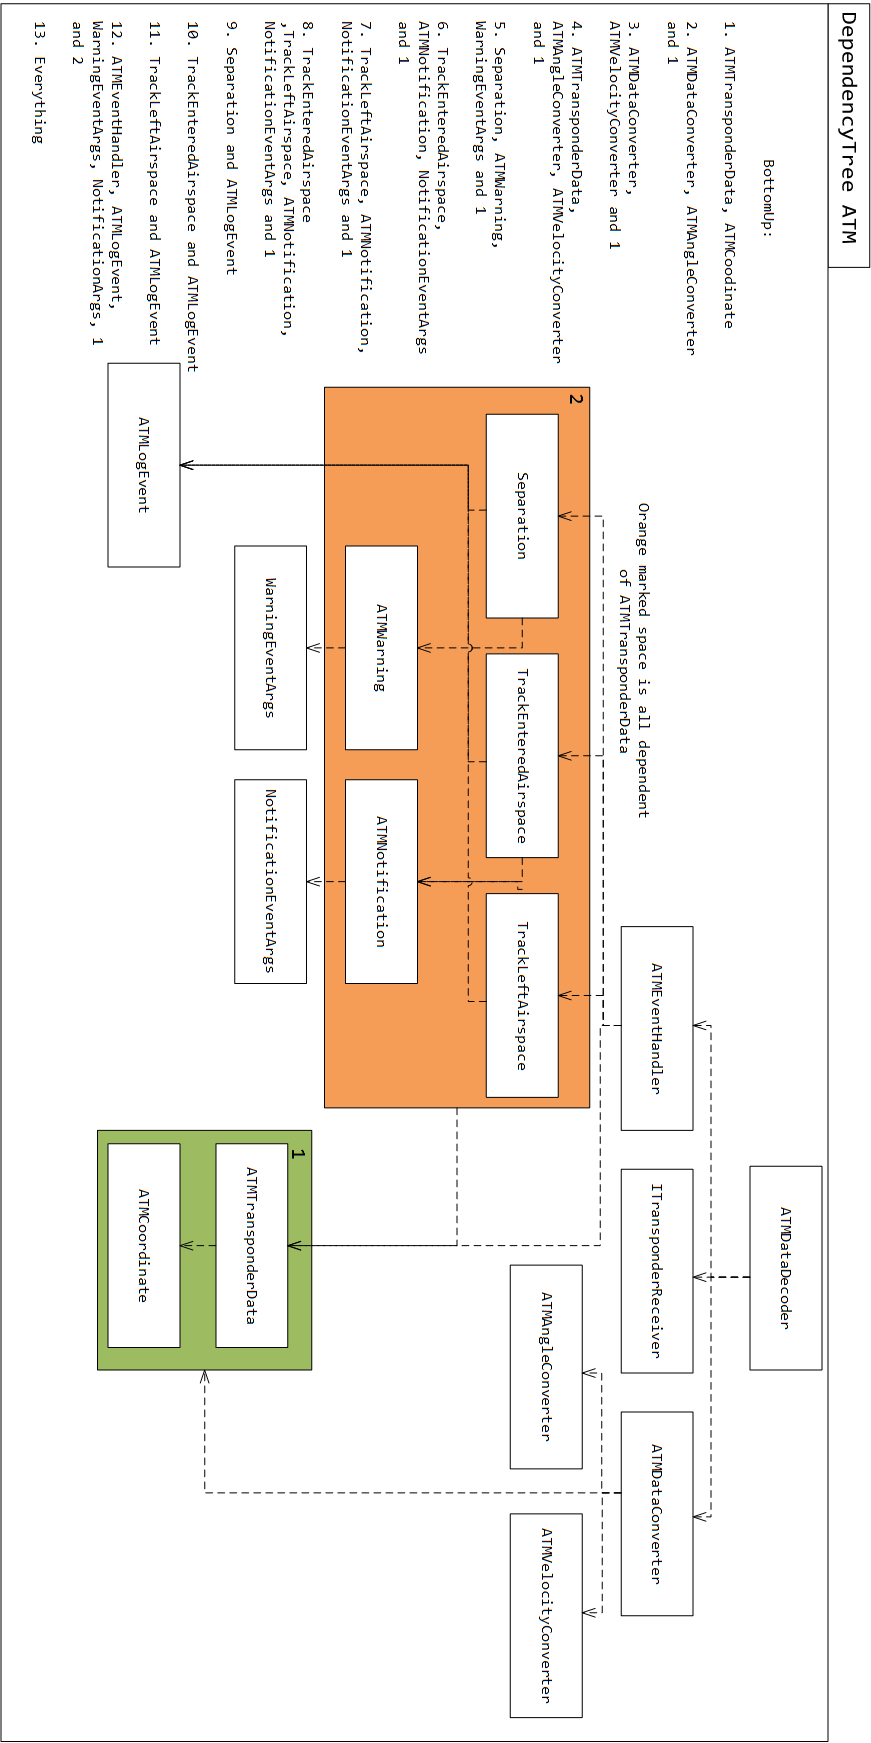 DependencyTree ATM
BottomUp:
1. ATMTransponderData, ATMCoodinate
2. ATMDataConverter, ATMAngleConverter
and 1
3. ATMDataConverter,
ATMVelocityConverter and 1
4. ATMTransponderData,
ATMAngleConverter, ATMVelocityConverter
and 1
5. Separation, ATMWarning,
WarningEventArgs and 1
6. TrackEnteredAirspace,
ATMNotification, NotificationEventArgs
and 1
7. TrackLeftAirspace, ATMNotification,
NotificationEventArgs and 1
8. TrackEnteredAirspace
,TrackLeftAirspace, ATMNotification,
NotificationEventArgs and 1
9. Separation and ATMLogEvent
10. TrackEnteredAirspace and ATMLogEvent
11. TrackLeftAirspace and ATMLogEvent
12. ATMEventHandler, ATMLogEvent,
WarningEventArgs, NotificationArgs, 1
and 2
13. Everything
ATMDataDecoder
ATMEventHandler
ITransponderReceiver
ATMDataConverter
Orange marked space is all dependent
of ATMTransponderData
ATMAngleConverter
ATMVelocityConverter
2
Separation
TrackEnteredAirspace
TrackLeftAirspace
ATMWarning
ATMNotification
WarningEventArgs
NotificationEventArgs
ATMLogEvent
1
ATMTransponderData
ATMCoordinate